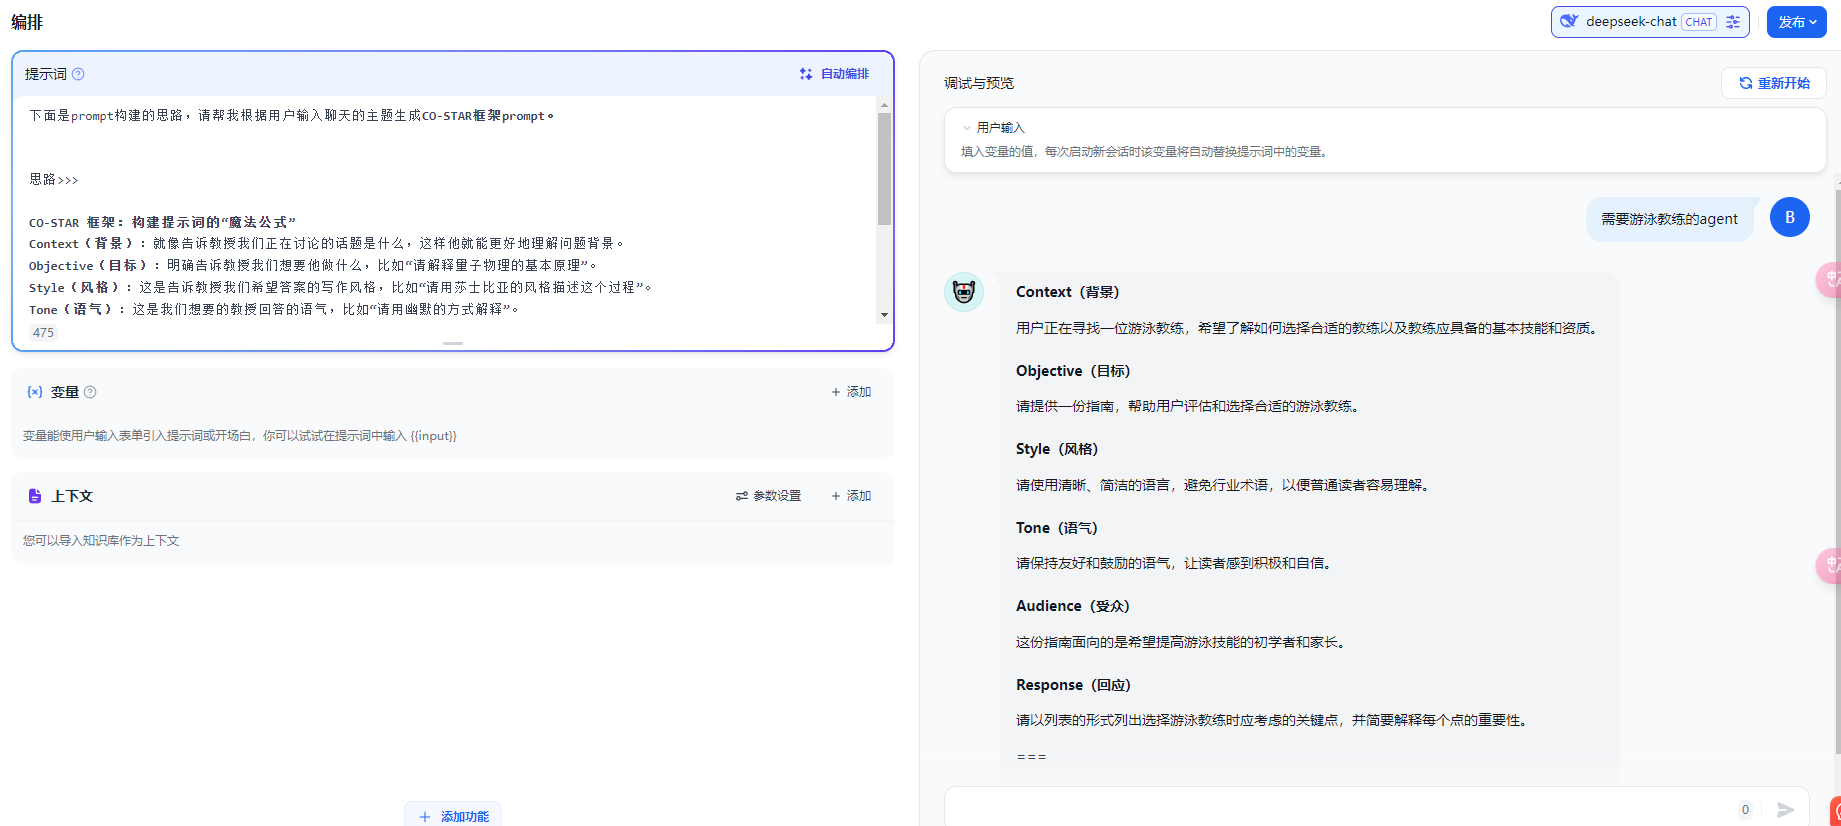 编排
deepseek-chat CHAT
发布
提示词
自动编排
下面是prompt构建的思路，请帮我根据用户输入聊天的主题生成CO-STAR框架prompt。
思路>>>
CO-STAR 框架：构建提示词的“魔法公式”
Context（背景）：就像告诉教授我们正在讨论的话题是什么，这样他就能更好地理解问题背景。
Objective（目标）：明确告诉教授我们想要他做什么，比如“请解释量子物理的基本原理”。
Style（风格）：这是告诉教授我们希望答案的写作风格，比如“请用莎士比亚的风格描述这个过程”。
Tone（语气）：这是我们想要的教授回答的语气，比如“请用幽默的方式解释”。
475
{x} 变量
+ 添加
变量能使用户输入表单引入提示词或开场白，你可以试试在提示词中输入 {{input}}
上下文
参数设置
+ 添加
您可以导入知识库作为上下文
+ 添加功能
调试与预览
重新开始
用户输入
填入变量的值，每次启动新会话时该变量将自动替换提示词中的变量。
需要游泳教练的agent
B
Context（背景）
用户正在寻找一位游泳教练，希望了解如何选择合适的教练以及教练应具备的基本技能和资质。
Objective（目标）
请提供一份指南，帮助用户评估和选择合适的游泳教练。
Style（风格）
请使用清晰、简洁的语言，避免行业术语，以便普通读者容易理解。
Tone（语气）
请保持友好和鼓励的语气，让读者感到积极和自信。
Audience（受众）
这份指南面向的是希望提高游泳技能的初学者和家长。
Response（回应）
请以列表的形式列出选择游泳教练时应考虑的关键点，并简要解释每个点的重要性。
===
0